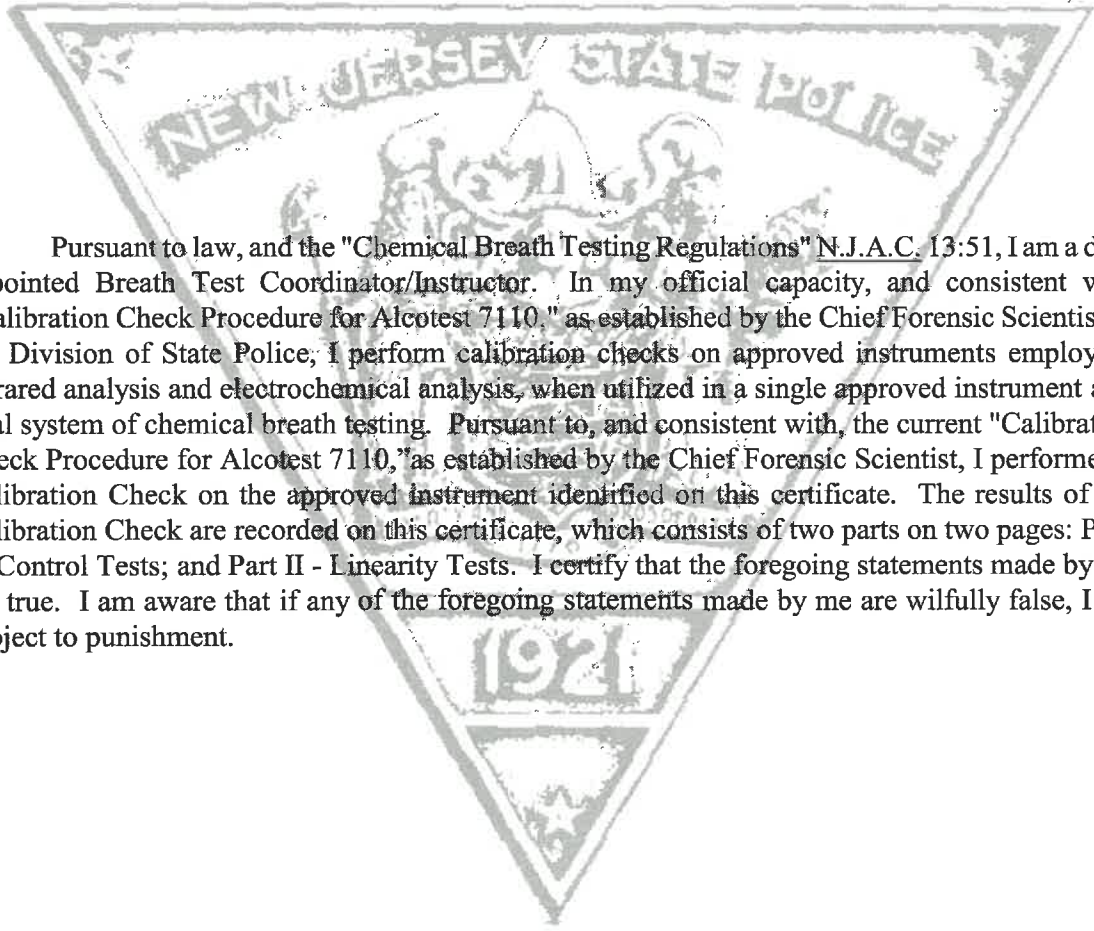 NEW JERSEY STATE POLICE
Pursuant to law, and the "Chemical Breath Testing Regulations" N.J.A.C. 13:51, I am a d
pointed Breath Test Coordinator/Instructor. In my official capacity, and consistent w
alibration Check Procedure for Alcotest 7110," as established by the Chief Forensic Scientis
Division of State Police, I perform calibration checks on approved instruments employ
rared analysis and electrochemical analysis, when utilized in a single approved instrument a
al system of chemical breath testing. Pursuant to, and consistent with, the current "Calibrat
eck Procedure for Alcotest 7110,"as established by the Chief Forensic Scientist, I performe
libration Check on the approved instrument identified on this certificate. The results of
libration Check are recorded on this certificate, which consists of two parts on two pages: P
Control Tests; and Part II - Linearity Tests. I certify that the foregoing statements made by
true. I am aware that if any of the foregoing statements made by me are wilfully false, I
bject to punishment.
1921